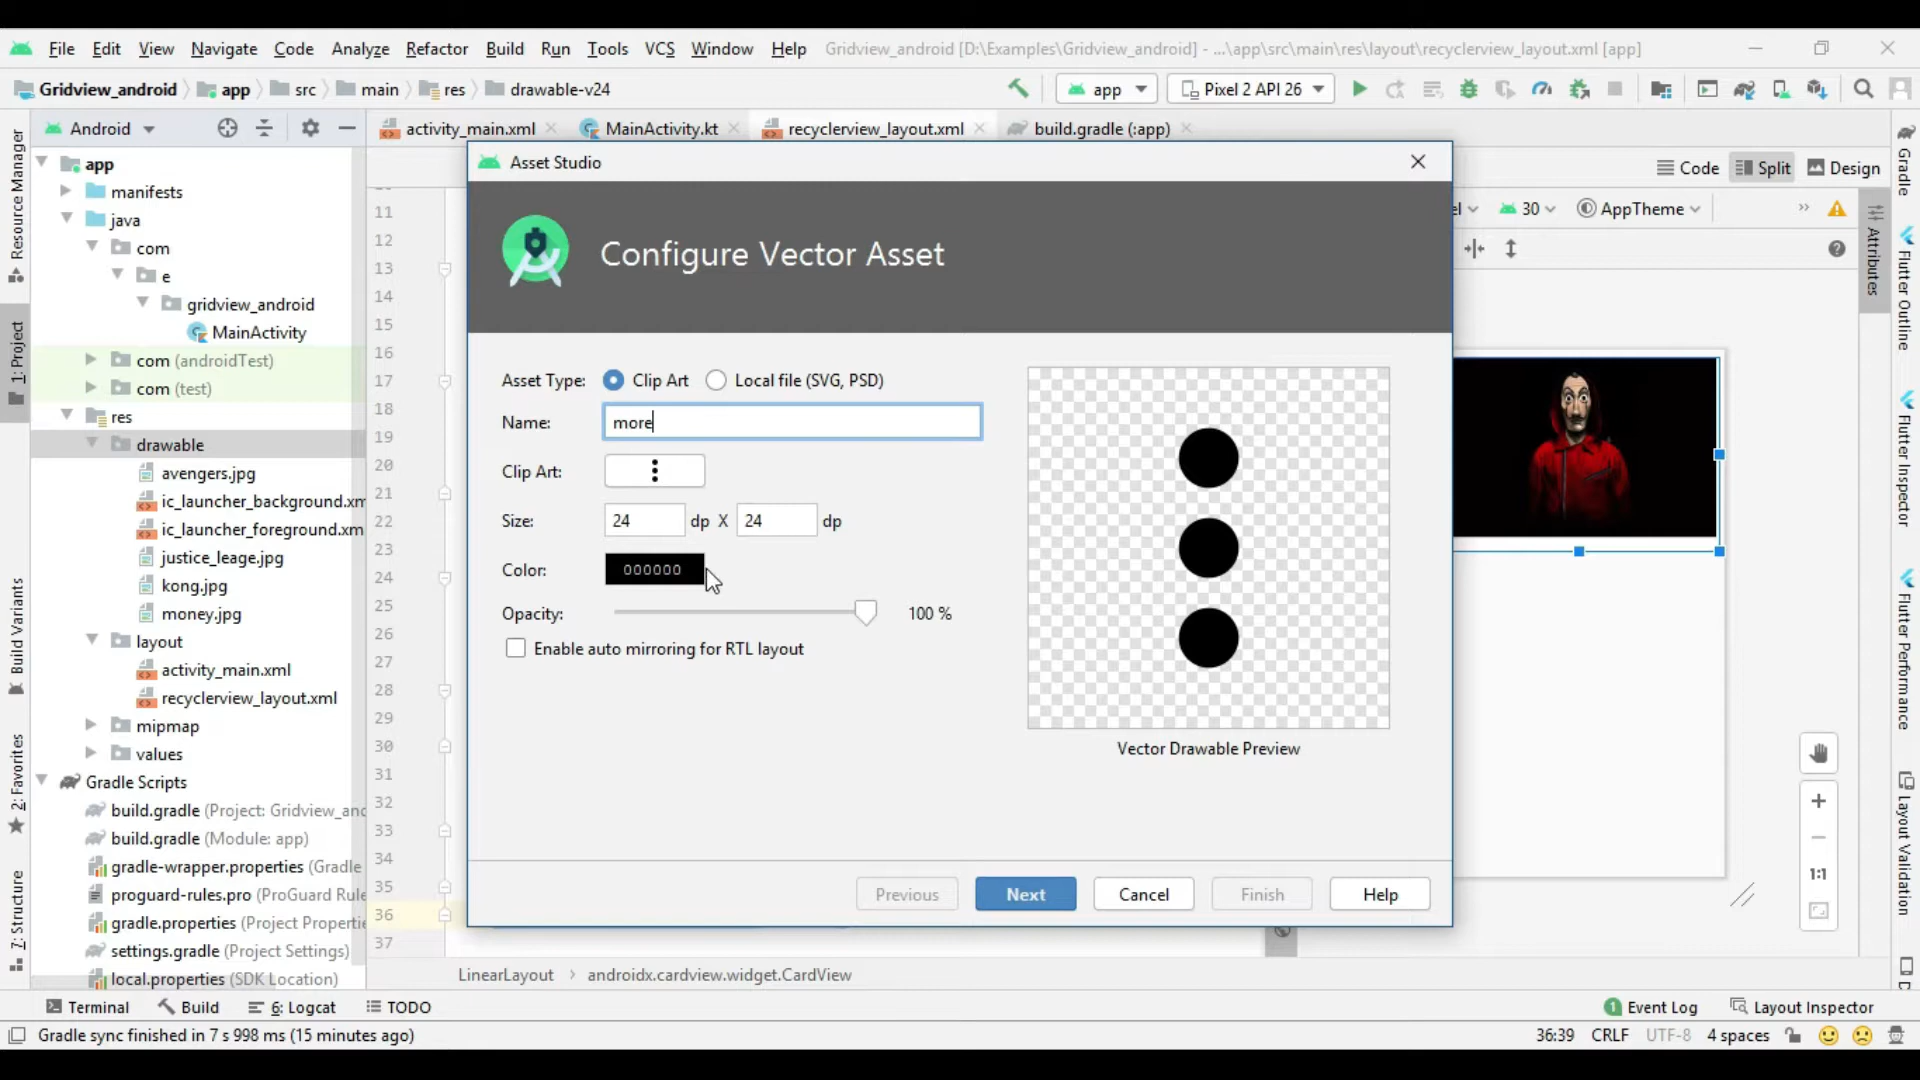 File Edit View Navigate Code Analyze Refactor Build Run Tools VCS Window Help Gridview_android [D:\Examples\Gridview_android] - ...\app\src\main\res\layout\recyclerview_layout.xml [app]
Gridview_android app src main res drawable-v24 app Pixel 2 API 26
Android activity_main.xml MainActivity.kt recyclerview_layout.xml build.gradle (:app)
Asset Studio
Code Split Design
30 AppTheme
Configure Vector Asset
Asset Type: Clip Art Local file (SVG, PSD)
Name: more
Clip Art:
Size: 24 dp X 24 dp
Color: 000000
Opacity: 100 %
Enable auto mirroring for RTL layout
Vector Drawable Preview
Previous Next Cancel Finish Help
app
manifests
java
com
e
gridview_android
MainActivity
com (androidTest)
com (test)
res
drawable
avengers.jpg
ic_launcher_background.xm
ic_launcher_foreground.xm
justice_leage.jpg
kong.jpg
money.jpg
layout
activity_main.xml
recyclerview_layout.xml
mipmap
values
Gradle Scripts
build.gradle (Project: Gridview_and
build.gradle (Module: app)
gradle-wrapper.properties (Gradle
proguard-rules.pro (ProGuard Rule
gradle.properties (Project Properti
settings.gradle (Project Settings)
local.properties (SDK Location)
11
12
13
14
15
16
17
18
19
20
21
22
23
24
25
26
27
28
29
30
31
32
33
34
35
36
37
Resource Manager
1: Project
Build Variants
2: Favorites
7: Structure
Gradle
Attributes
Flutter Outline
Flutter Inspector
Flutter Performance
Layout Validation
1:1
LinearLayout androidx.cardview.widget.CardView
Terminal Build 6: Logcat TODO 1 Event Log Layout Inspector
Gradle sync finished in 7 s 998 ms (15 minutes ago) 36:39 CRLF UTF-8 4 spaces